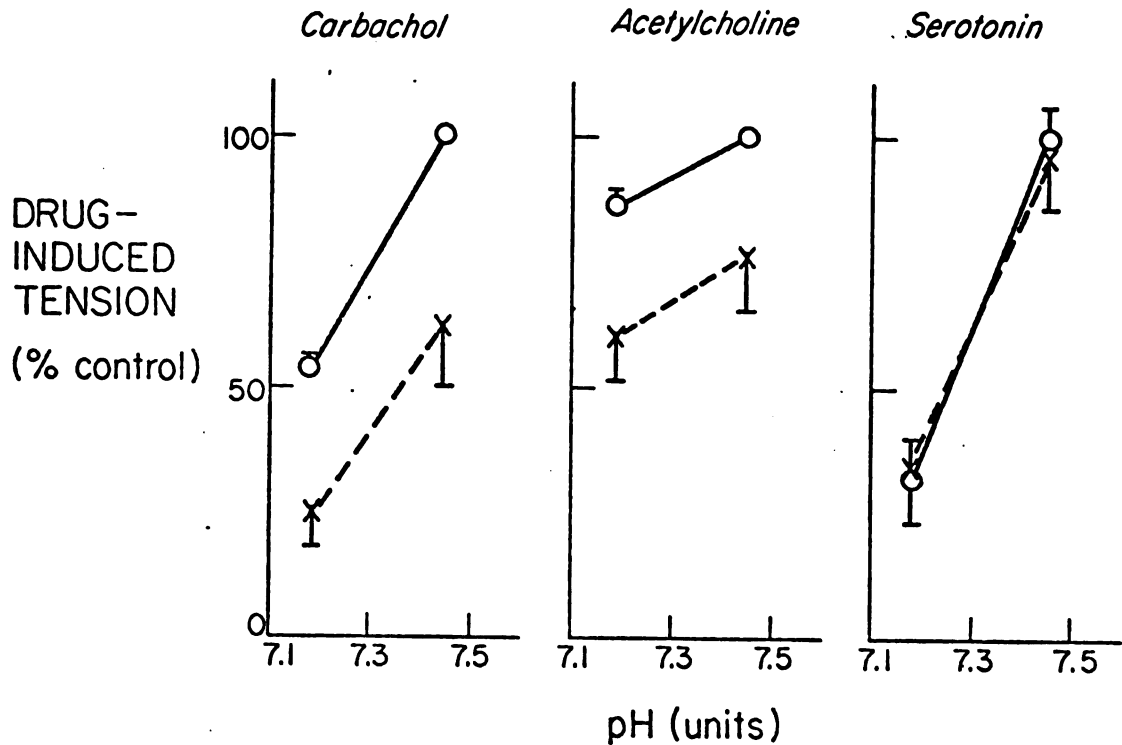 Carbachol
Acetylcholine
Serotonin
DRUG-
INDUCED
TENSION
(% control)
100
50
0
7.1 7.3 7.5
7.1 7.3 7.5
7.1 7.3 7.5
pH (units)